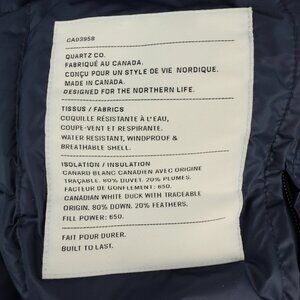 CA03958
QUARTZ CO.
FABRIQUÉ AU CANADA.
CONÇU POUR UN STYLE DE VIE NORDIQUE.
MADE IN CANADA.
DESIGNED FOR THE NORTHERN LIFE.
TISSUS / FABRICS
COQUILLE RÉSISTANTE À L'EAU,
COUPE-VENT ET RESPIRANTE.
WATER RESISTANT, WINDPROOF &
BREATHABLE SHELL.
ISOLATION / INSULATION
CANARD BLANC CANADIEN AVEC ORIGINE
TRAÇABLE. 80% DUVET. 20% PLUMES.
FACTEUR DE GONFLEMENT: 650.
CANADIAN WHITE DUCK WITH TRACEABLE
ORIGIN. 80% DOWN. 20% FEATHERS.
FILL POWER: 650.
FAIT POUR DURER.
BUILT TO LAST.